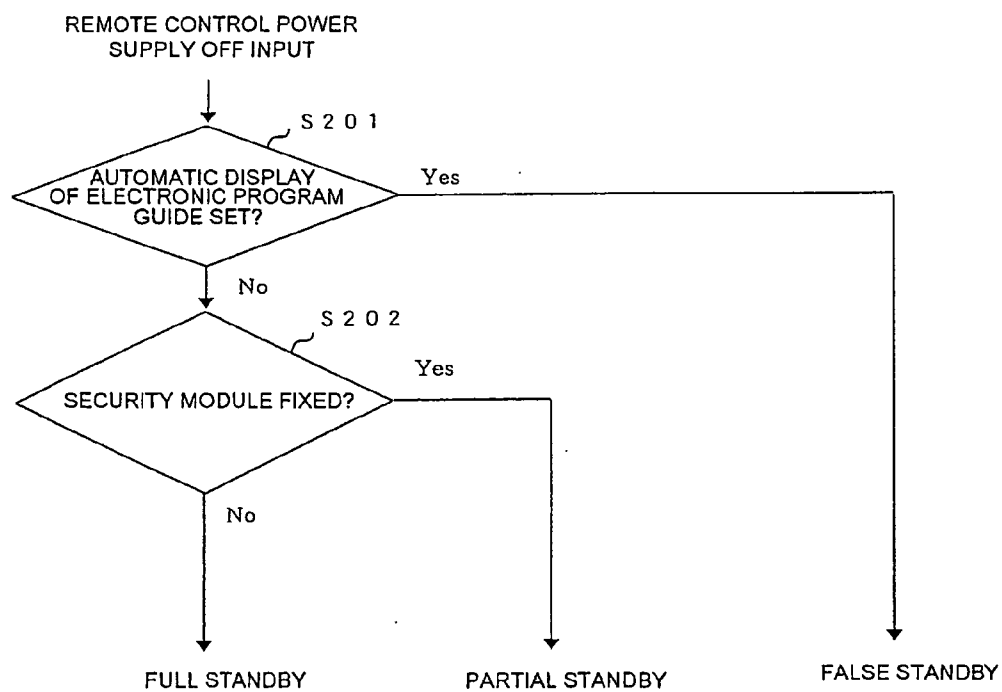 REMOTE CONTROL POWER
SUPPLY OFF INPUT
S201
AUTOMATIC DISPLAY
OF ELECTRONIC PROGRAM
GUIDE SET?
Yes
No
S202
Yes
SECURITY MODULE FIXED?
No
FULL STANDBY
PARTIAL STANDBY
FALSE STANDBY